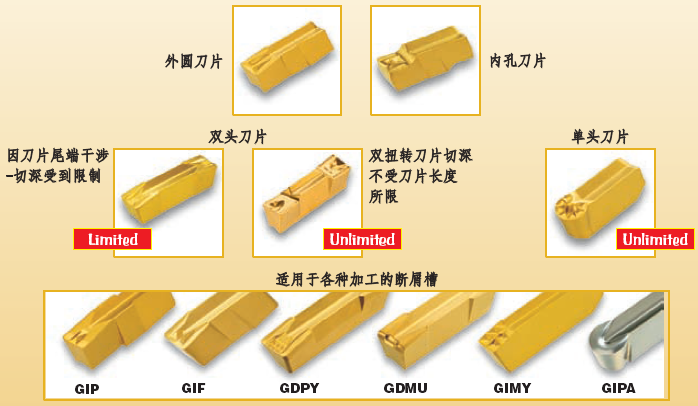 外圆刀片
内孔刀片
双头刀片
单头刀片
因刀片尾端干涉
-切深受到限制
双扭转刀片切深
不受刀片长度
所限
Limited
Unlimited
Unlimited
适用于各种加工的断屑槽
GIP
GIF
GDPY
GDMU
GIMY
GIPA